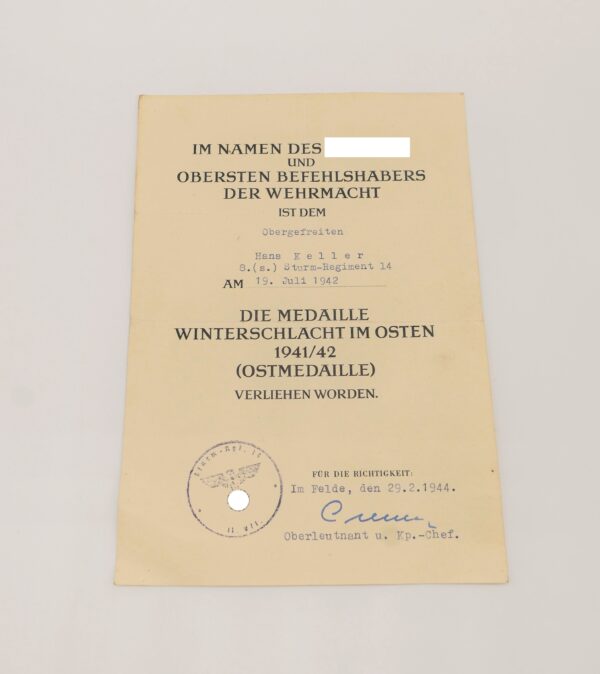 IM NAMEN DES
UND
OBERSTEN BEFEHLSHABERS
DER WEHRMACHT
IST DEM
Obergefreiten
Hans Keller
8.(s.) Sturm-Regiment 14
AM 19. Juli 1942
DIE MEDAILLE
WINTERSCHLACHT IM OSTEN
1941/42
(OSTMEDAILLE)
VERLIEHEN WORDEN.
FÜR DIE RICHTIGKEIT:
Im Felde, den 29.2.1944.
Oberleutnant u. Kp.-Chef.